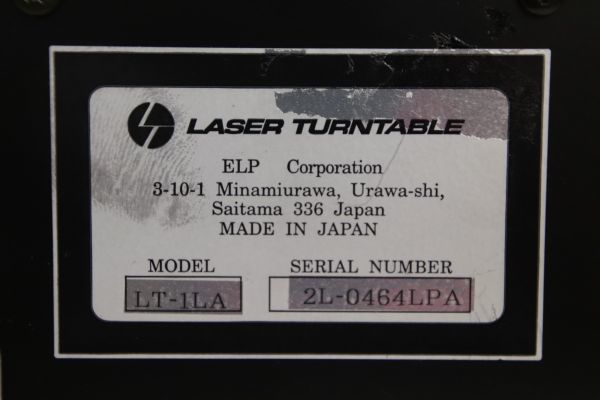 LASER TURNTABLE
ELP Corporation
3-10-1 Minamiurawa, Urawa-shi,
Saitama 336 Japan
MADE IN JAPAN
MODEL SERIAL NUMBER
LT-1LA 2L-0464LPA